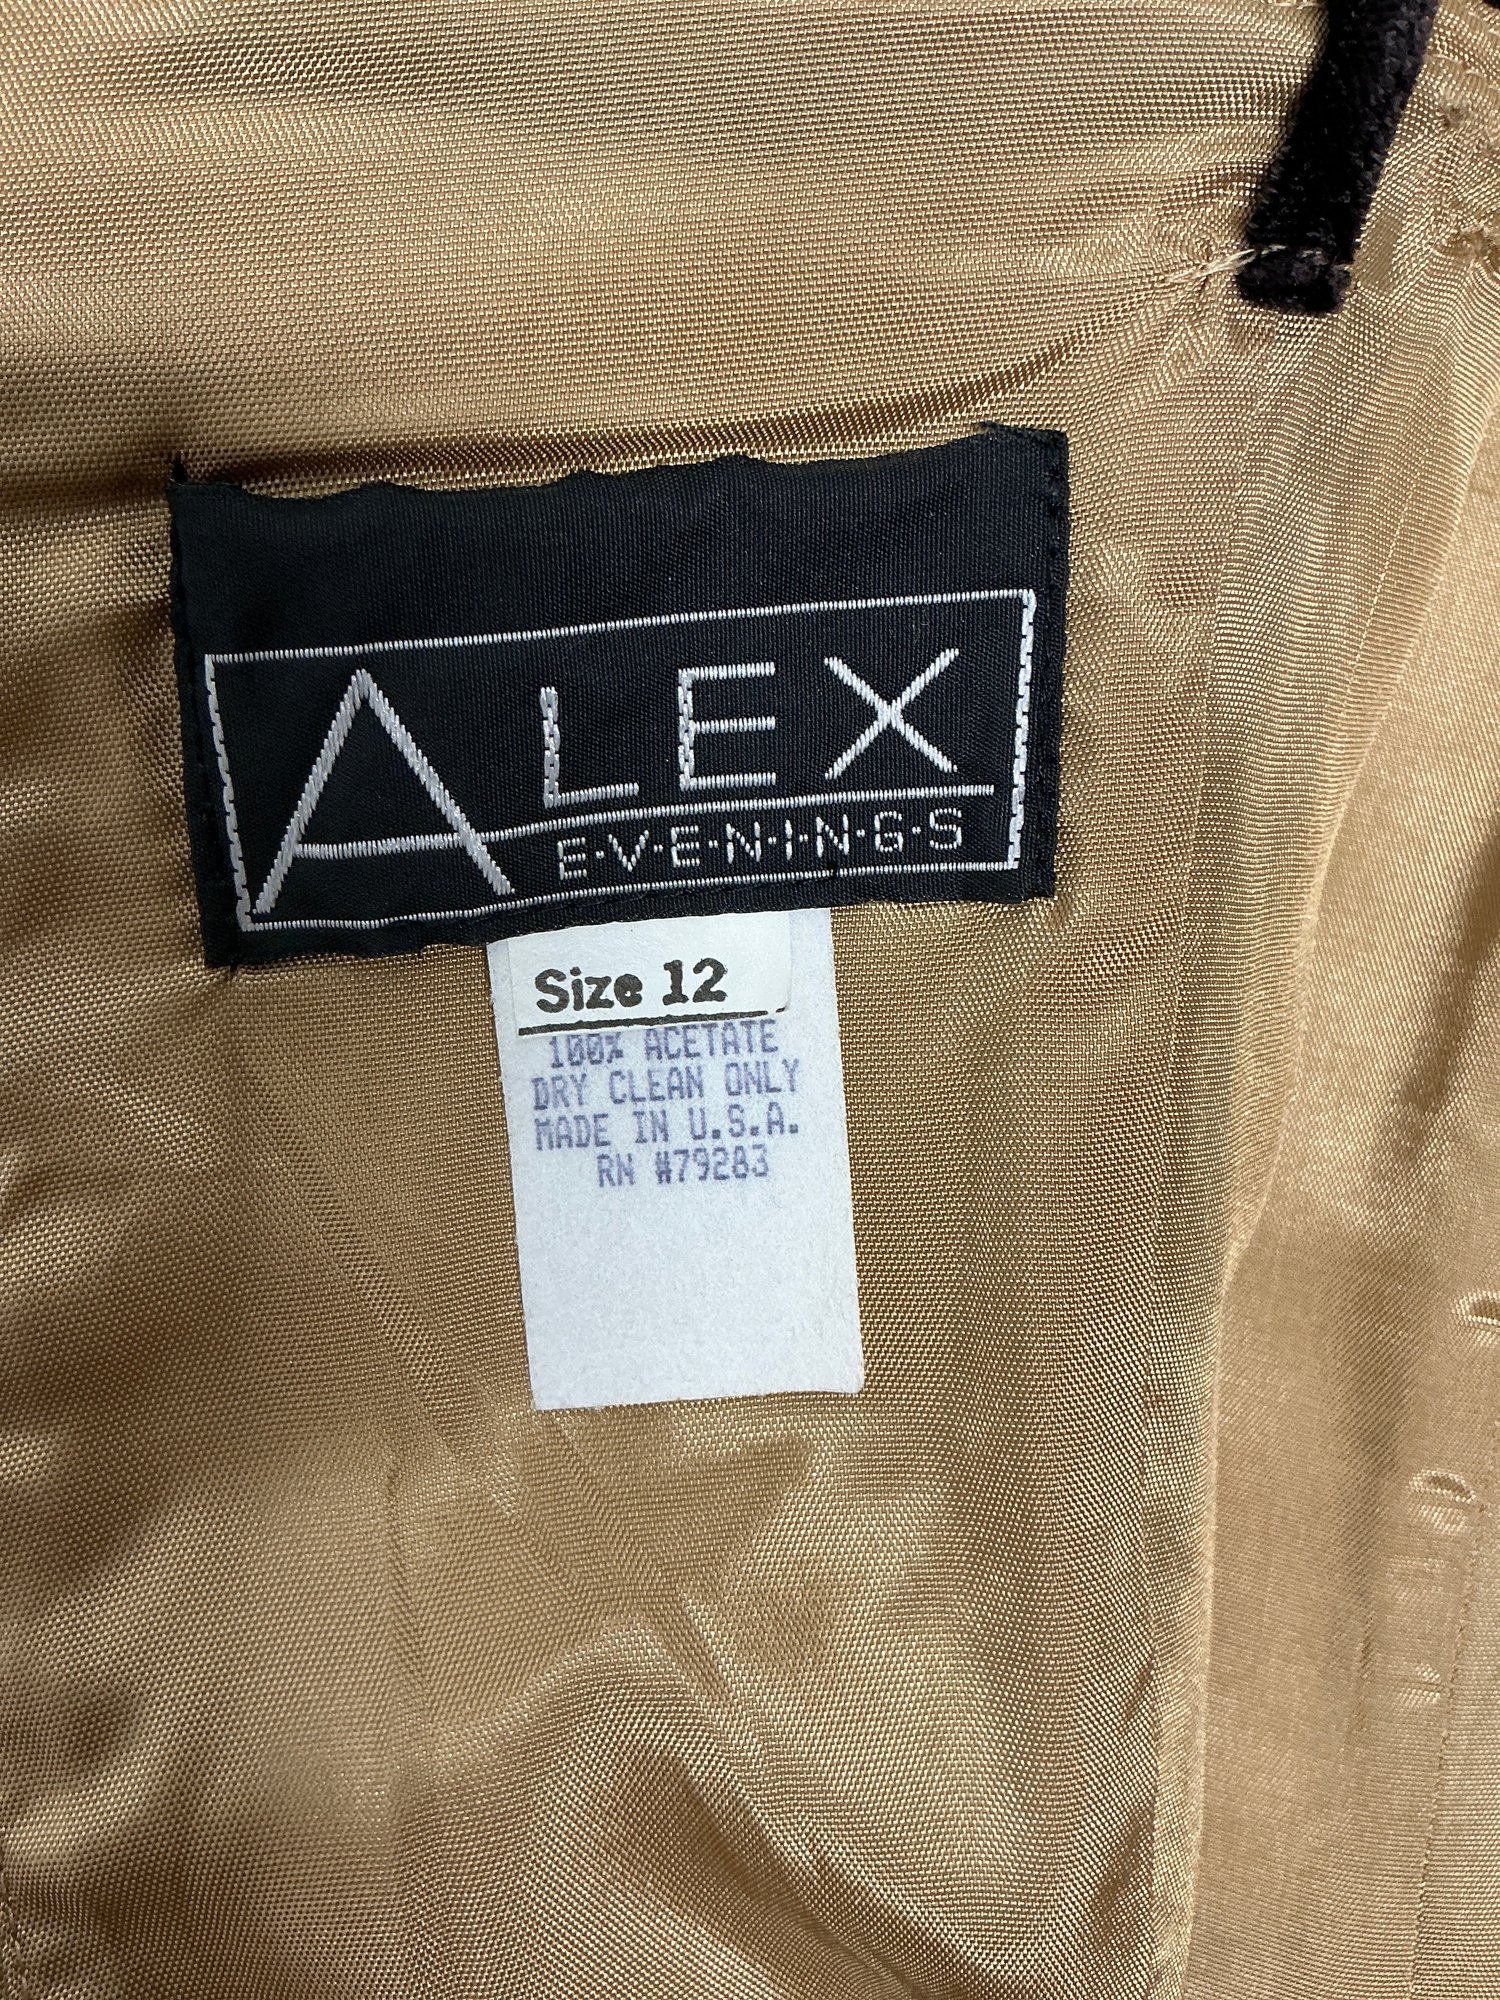 ALEX
E·V·E·N·I·N·G·S
Size 12
100% ACETATE
DRY CLEAN ONLY
MADE IN U.S.A.
RN #79283